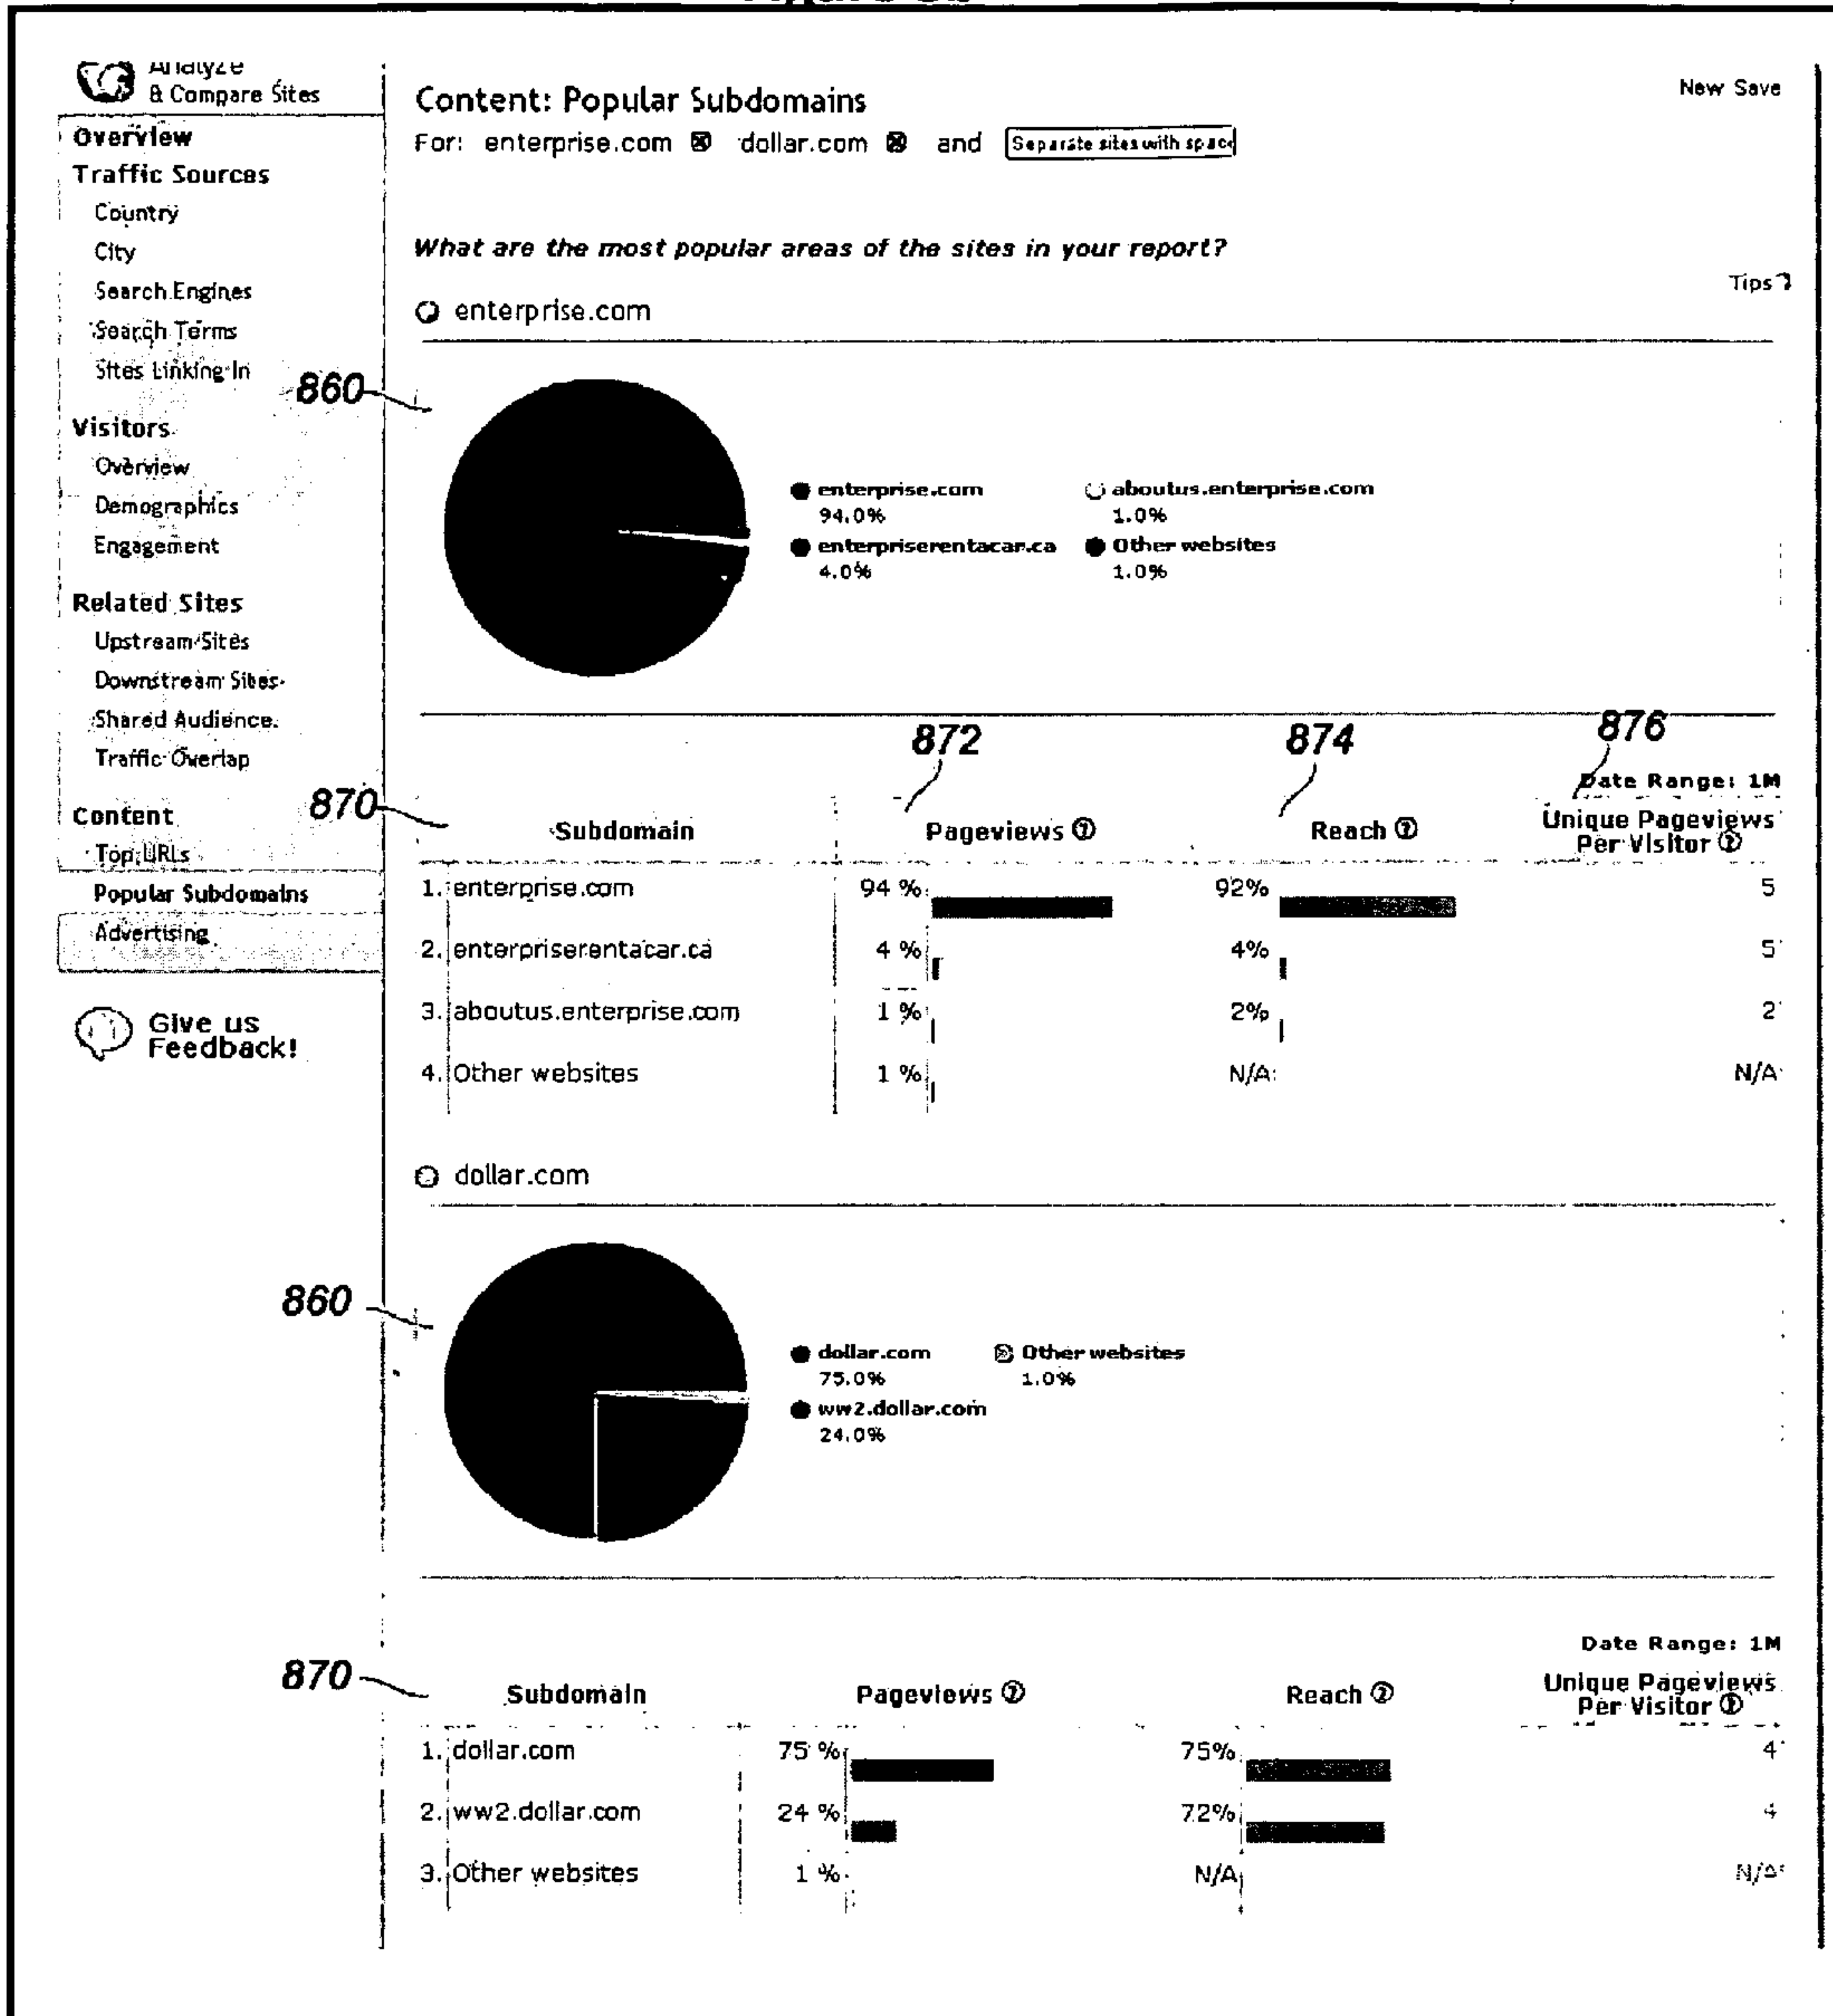 Analyze
& Compare Sites
Overview
Traffic Sources
Country
City
Search Engines
Search Terms
Sites Linking In
Visitors
Overview
Demographics
Engagement
Related Sites
Upstream Sites
Downstream Sites
Shared Audience
Traffic Overlap
Content
Top URLs
Popular Subdomains
Advertising
Give us
Feedback!
Content: Popular Subdomains
New Save
For: enterprise.com dollar.com and Separate sites with space
What are the most popular areas of the sites in your report?
Tips
enterprise.com
860
enterprise.com aboutus.enterprise.com
94.0% 1.0%
enterpriserentacar.ca Other websites
4.0% 1.0%
872 874 876
Date Range: 1M
870
Subdomain Pageviews ? Reach ? Unique Pageviews
Per Visitor ?
1. enterprise.com 94 % 92% 5
2. enterpriserentacar.ca 4 % 4% 5
3. aboutus.enterprise.com 1 % 2% 2
4. Other websites 1 % N/A N/A
dollar.com
860
dollar.com Other websites
75.0% 1.0%
ww2.dollar.com
24.0%
Date Range: 1M
870
Subdomain Pageviews ? Reach ? Unique Pageviews
Per Visitor ?
1. dollar.com 75 % 75% 4
2. ww2.dollar.com 24 % 72% 4
3. Other websites 1 % N/A N/A